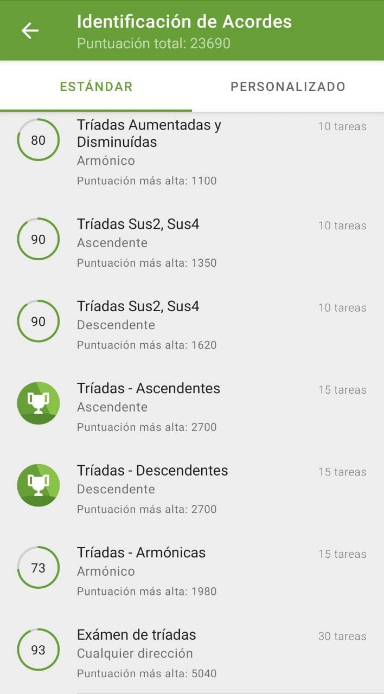 Identificación de Acordes
Puntuación total: 23690
ESTÁNDAR
PERSONALIZADO
80
Tríadas Aumentadas y
Disminuídas
10 tareas
Armónico
Puntuación más alta: 1100
90
Tríadas Sus2, Sus4
10 tareas
Ascendente
Puntuación más alta: 1350
90
Tríadas Sus2, Sus4
10 tareas
Descendente
Puntuación más alta: 1620
Tríadas - Ascendentes
15 tareas
Ascendente
Puntuación más alta: 2700
Tríadas - Descendentes
15 tareas
Descendente
Puntuación más alta: 2700
73
Tríadas - Armónicas
15 tareas
Armónico
Puntuación más alta: 1980
93
Exámen de tríadas
30 tareas
Cualquier dirección
Puntuación más alta: 5040